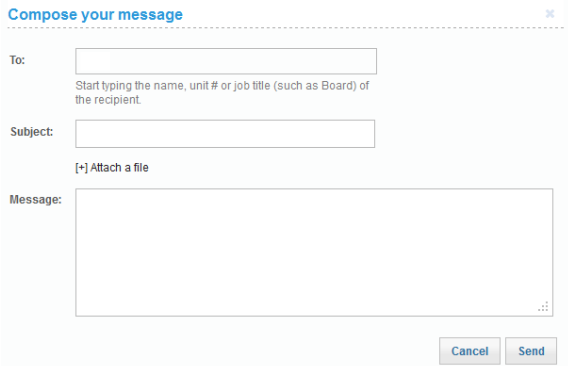 Compose your message
To:
Start typing the name, unit # or job title (such as Board) of
the recipient.
Subject:
[+] Attach a file
Message:
Cancel Send